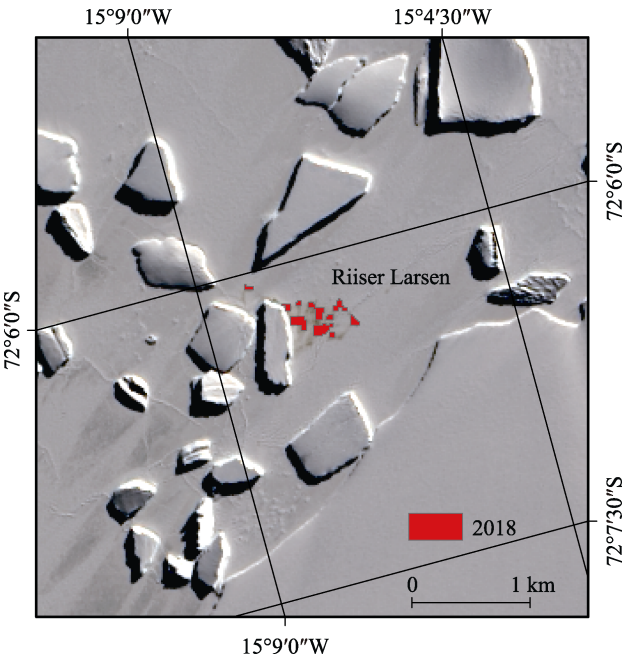 15°9′0″W
15°4′30″W
72°6′0″S
Riiser Larsen
72°6′0″S
2018
72°7′30″S
0
1 km
15°9′0″W